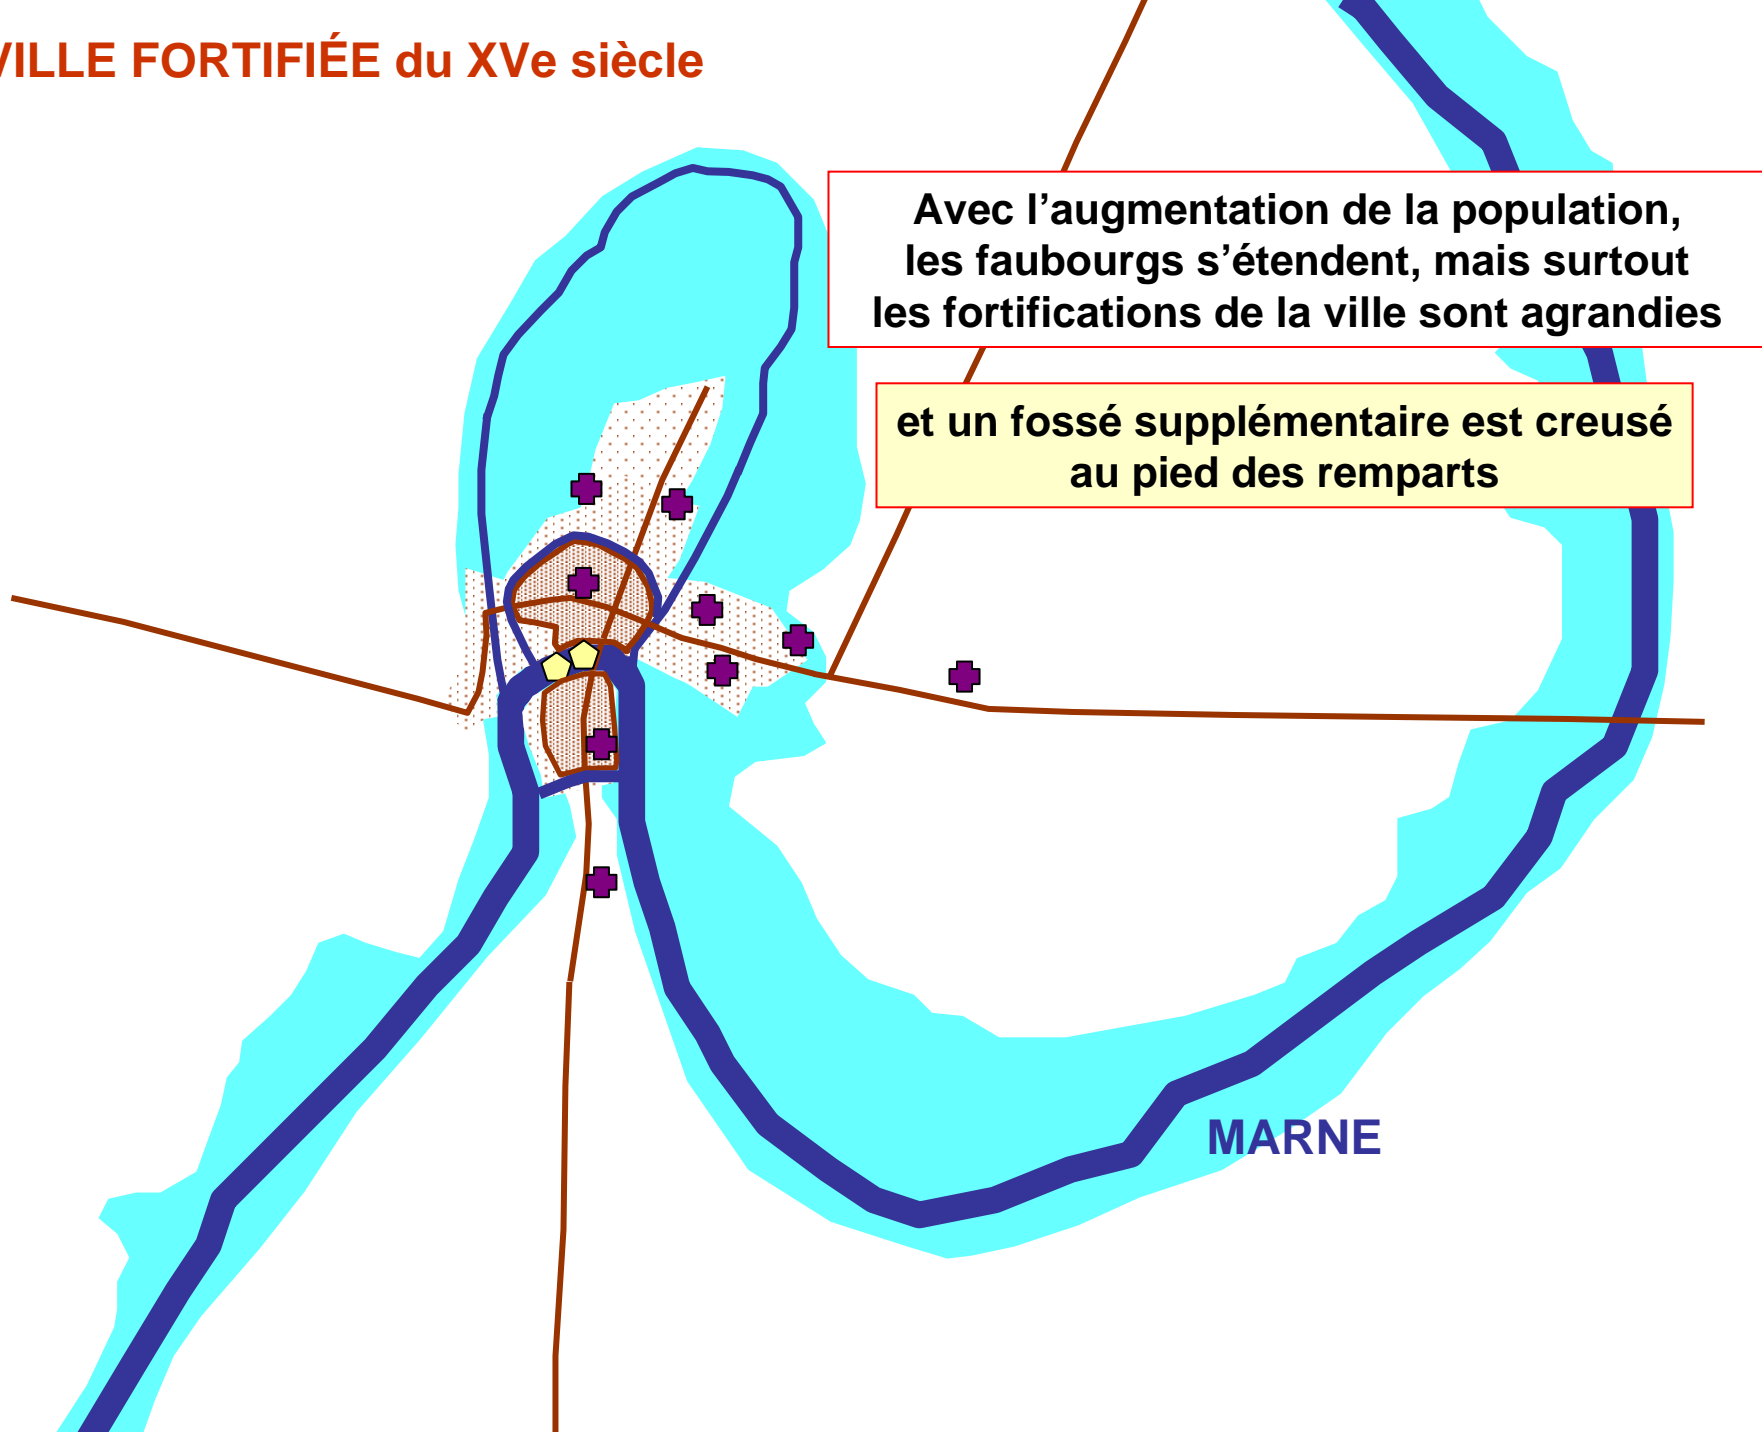 VILLE FORTIFIÉE du XVe siècle
Avec l’augmentation de la population,
les faubourgs s’étendent, mais surtout
les fortifications de la ville sont agrandies
et un fossé supplémentaire est creusé
au pied des remparts
MARNE